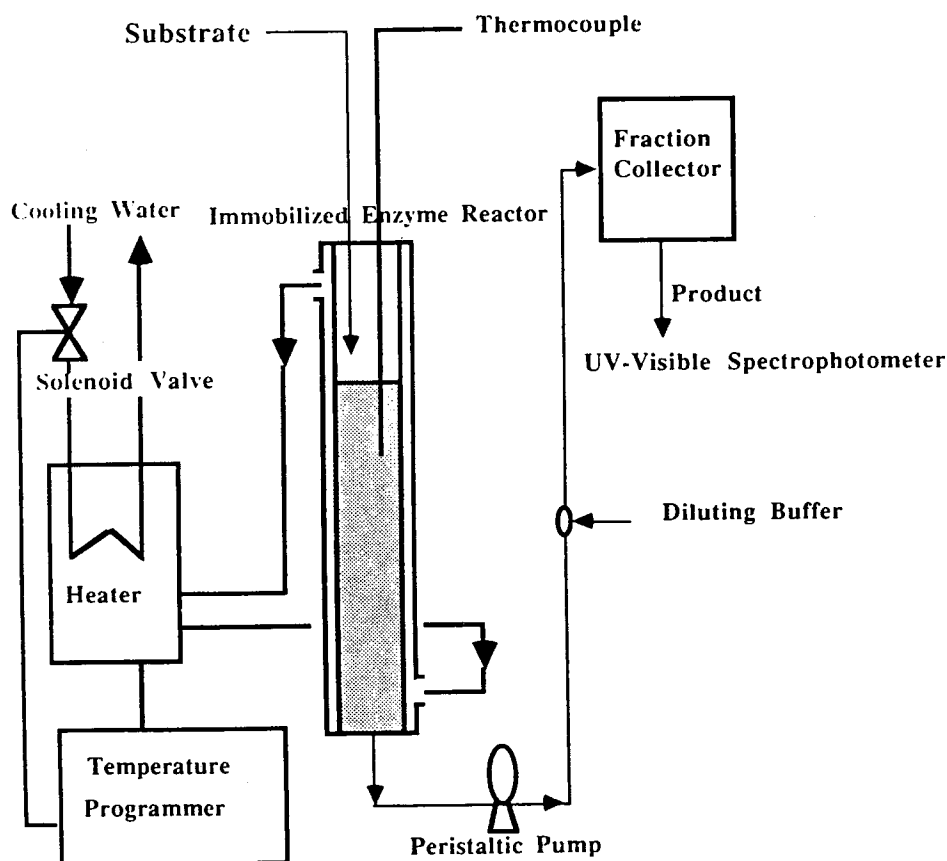 Substrate
Thermocouple
Fraction
Collector
Cooling Water
Immobilized Enzyme Reactor
Product
UV-Visible Spectrophotometer
Solenoid Valve
Diluting Buffer
Heater
Temperature
Programmer
Peristaltic Pump